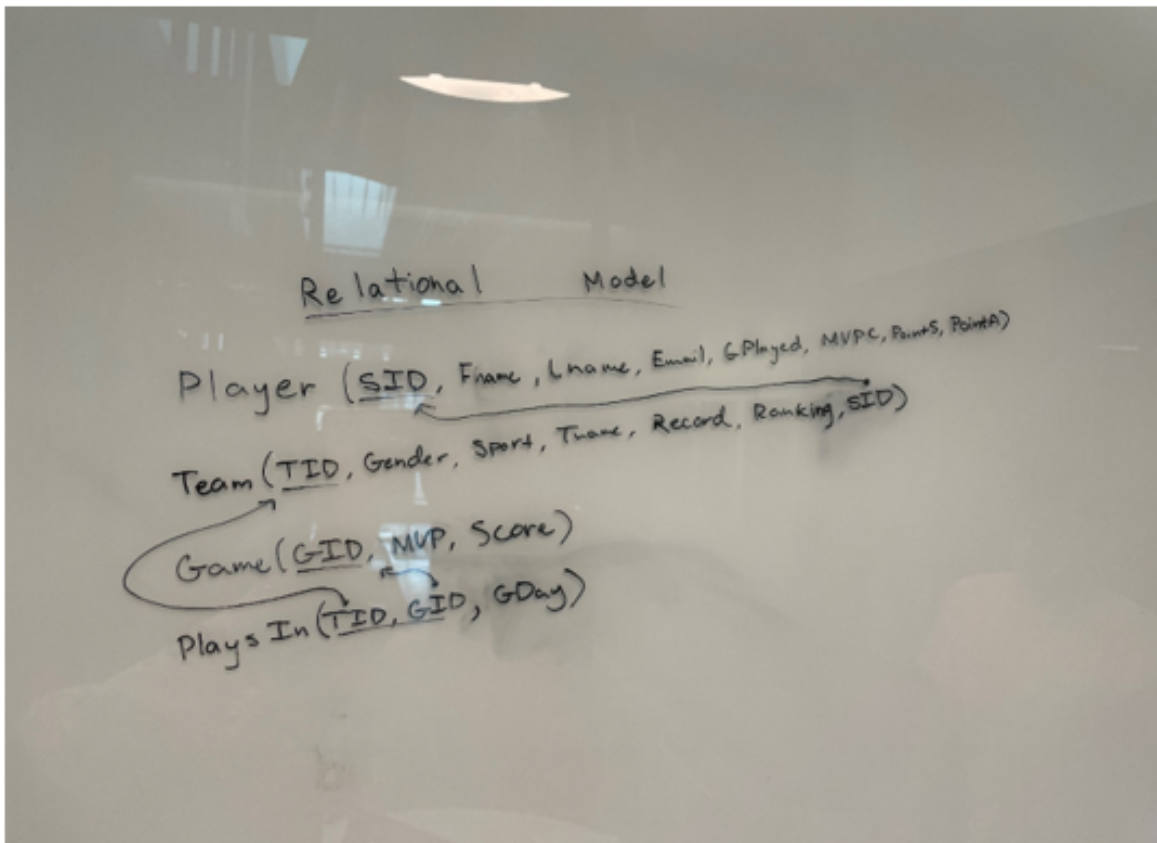 Relational Model
Player (SID, Fname, Lname, Email, GPlayed, MVPC, PointS, PointA)
Team (TID, Gender, Sport, Tname, Record, Ranking, SID)
Game (GID, MVP, Score)
Plays In (TID, GID, GDay)